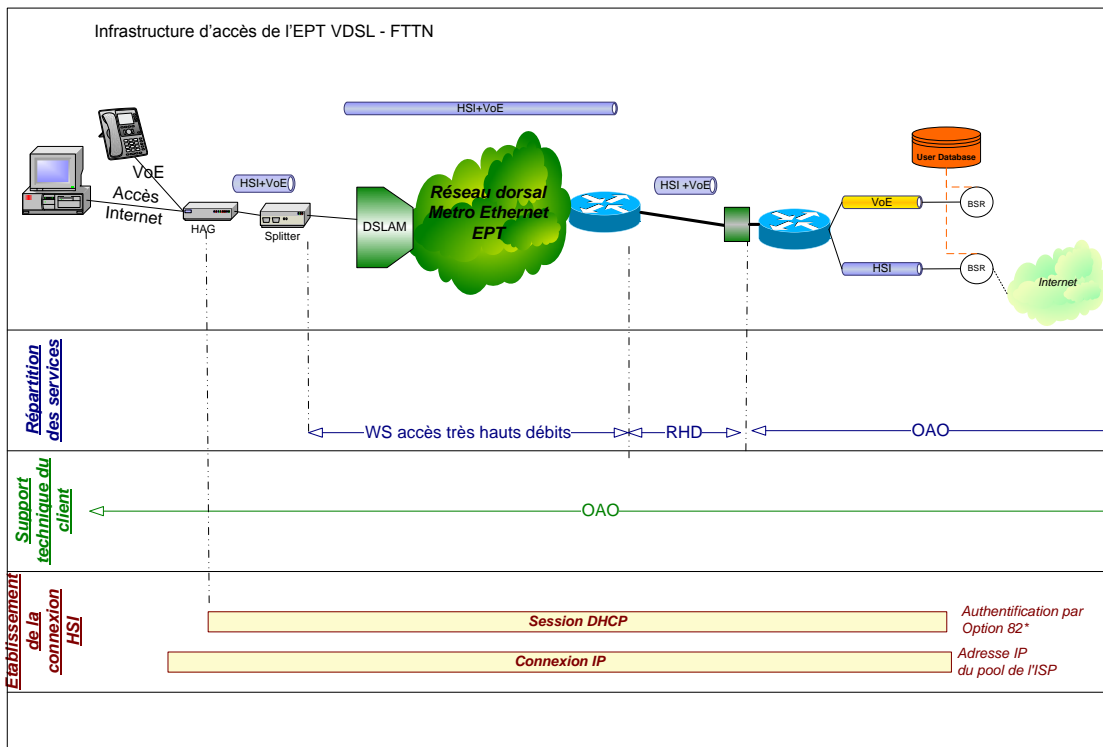 Infrastructure d'accès de l'EPT VDSL - FTTN
HSI+VoE
VoE
Accès
Internet
HAG
HSI+VoE
Splitter
DSLAM
Réseau dorsal
Metro Ethernet
EPT
HSI +VoE
User Database
VoE
BSR
HSI
BSR
Internet
Répartition
des services
WS accès très hauts débits
RHD
OAO
Support
technique du
client
OAO
Etablissement
de la
connexion
HSI
Session DHCP
Authentification par
Option 82*
Connexion IP
Adresse IP
du pool de l'ISP